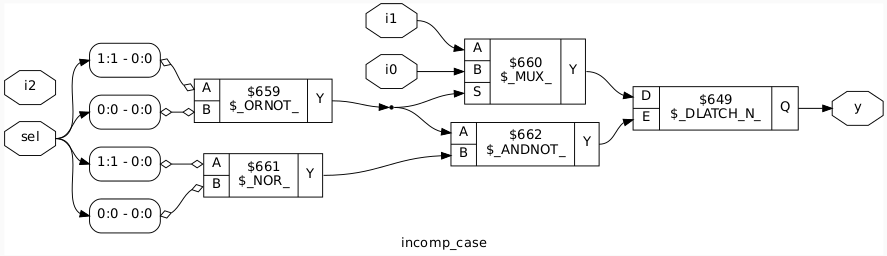 i1
1:1 - 0:0
A
$_MUX_
$660
B
Y
S
i0
i2
A
$659
$_ORNOT_
B
Y
0:0 - 0:0
D
$649
$_DLATCH_N_
E
Q
y
sel
A
$662
$_ANDNOT_
B
Y
1:1 - 0:0
A
$661
$_NOR_
B
Y
0:0 - 0:0
incomp_case